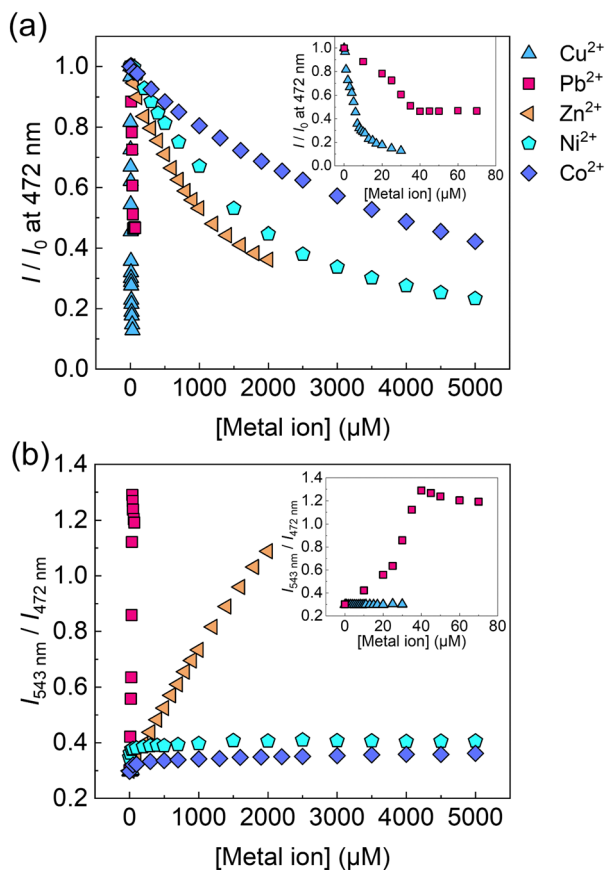 (a)
I / I0 at 472 nm
1.0
0.8
0.6
0.4
0.2
0.0
0 1000 2000 3000 4000 5000
[Metal ion] (µM)
I / I0 at 472 nm
1.0
0.8
0.6
0.4
0.2
0.0
0 20 40 60 80
[Metal ion] (µM)
Cu2+
Pb2+
Zn2+
Ni2+
Co2+
(b)
I543 nm / I472 nm
1.4
1.2
1.0
0.8
0.6
0.4
0.2
0 1000 2000 3000 4000 5000
[Metal ion] (µM)
I543 nm / I472 nm
1.4
1.2
1.0
0.8
0.6
0.4
0.2
0 20 40 60 80
[Metal ion] (µM)